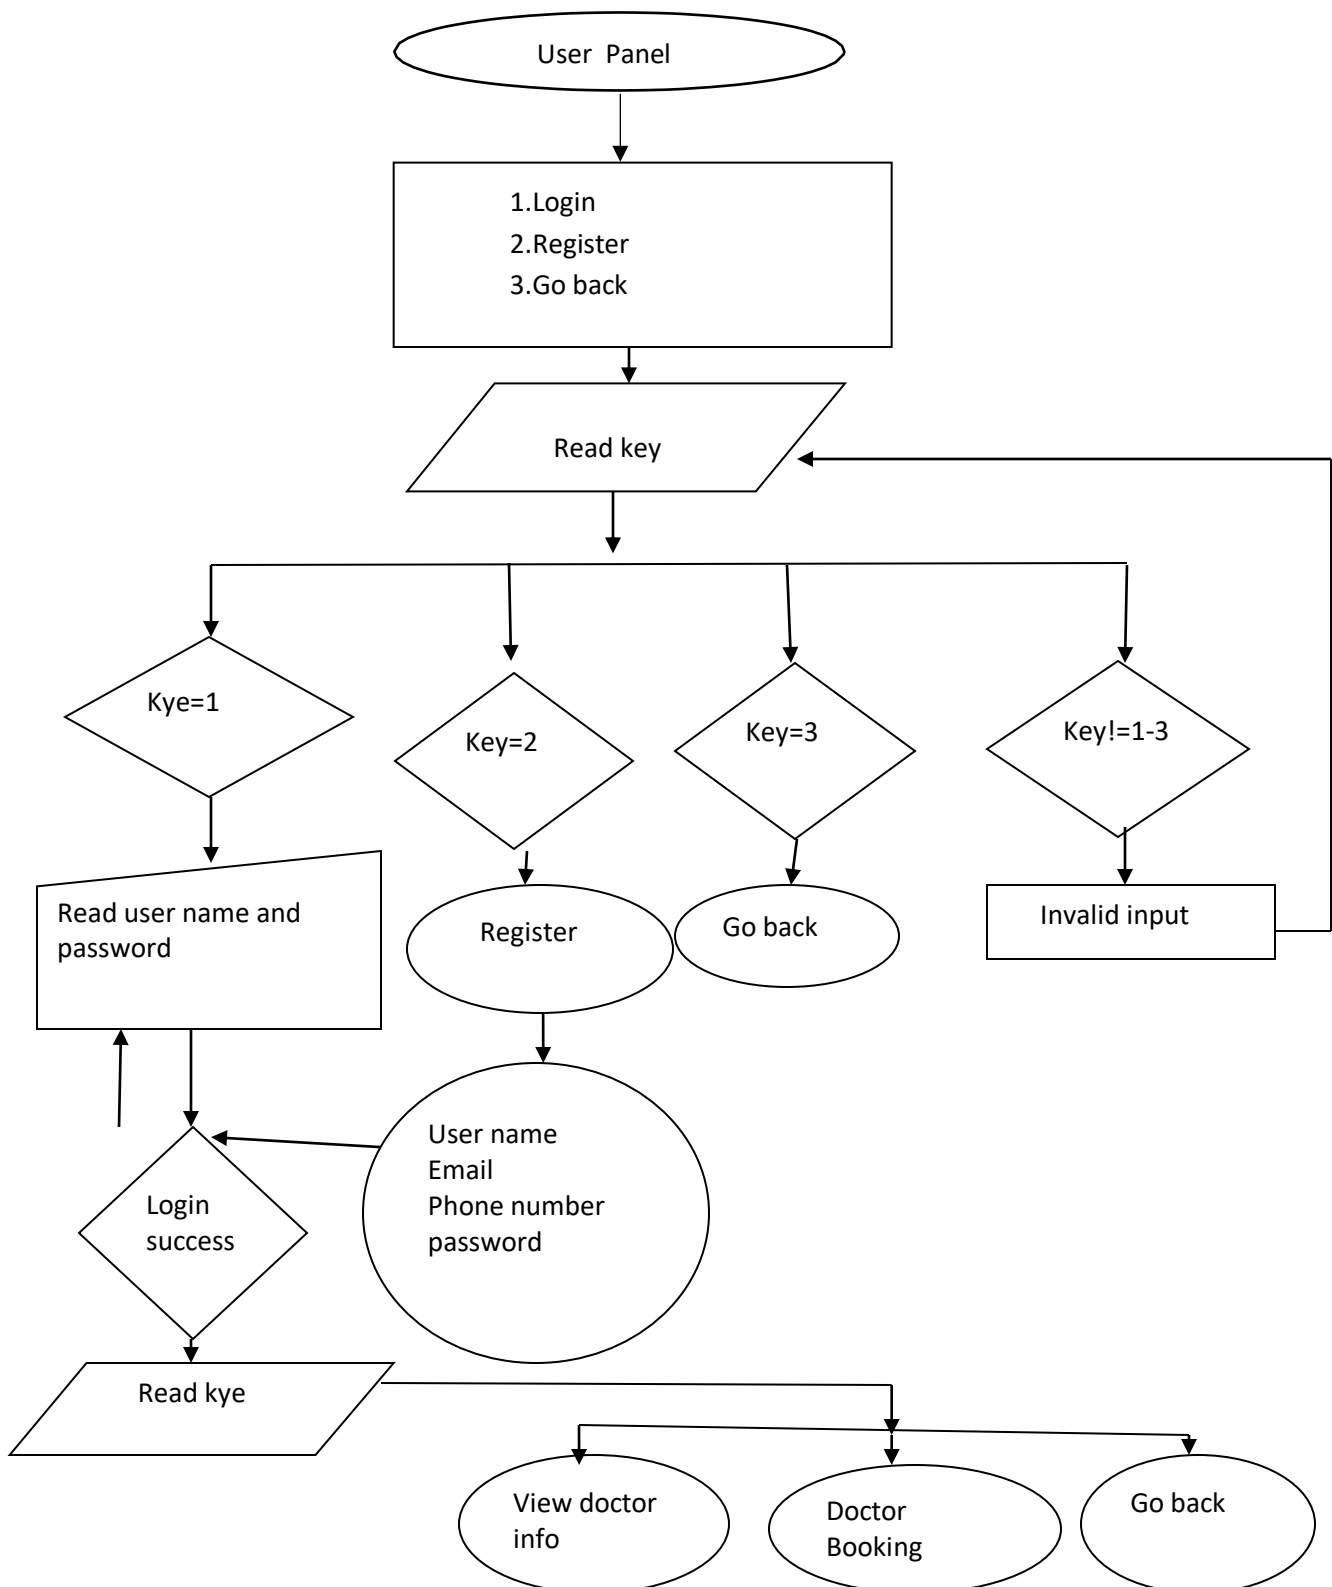 User Panel
1.Login
2.Register
3.Go back
Read key
Kye=1
Key=2
Key=3
Key!=1-3
Read user name and
password
Register
Go back
Invalid input
User name
Email
Phone number
password
Login
success
Read kye
View doctor
info
Doctor
Booking
Go back